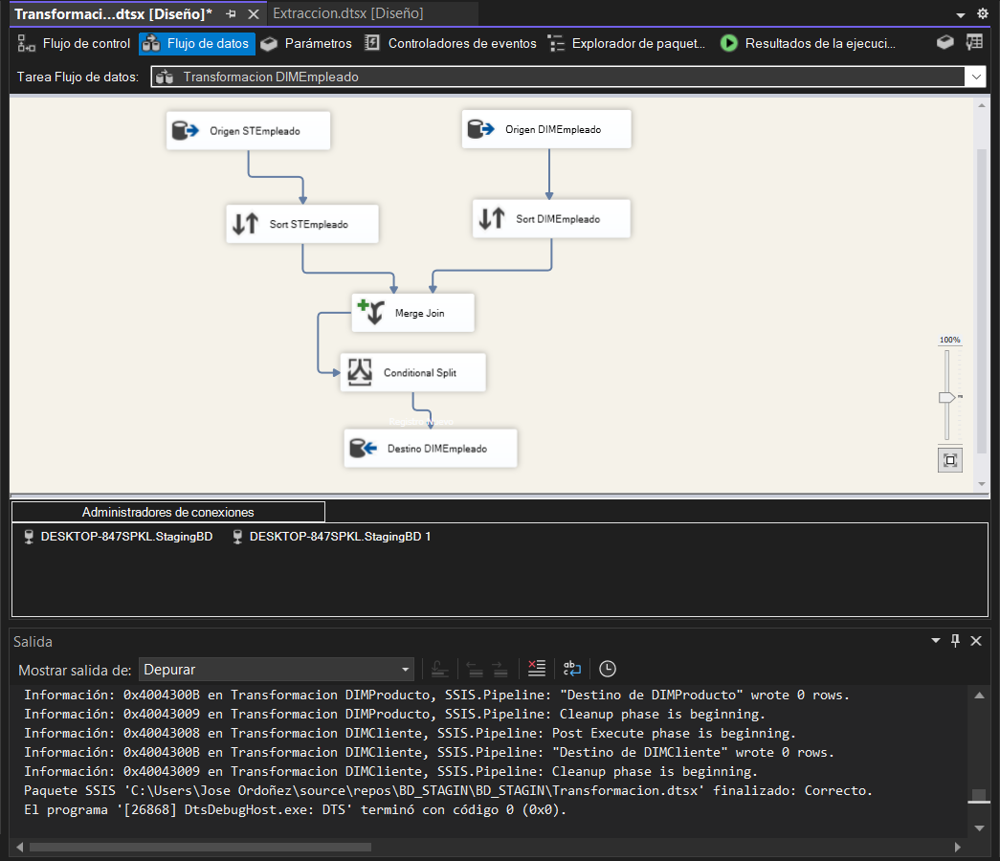 Transformaci...dtsx [Diseño]* Extraccion.dtsx [Diseño]
Flujo de control Flujo de datos Parámetros Controladores de eventos Explorador de paquet... Resultados de la ejecuci...
Tarea Flujo de datos: Transformacion DIMEmpleado
Origen STEmpleado Origen DIMEmpleado
Sort STEmpleado Sort DIMEmpleado
Merge Join
100%
Conditional Split
Destino DIMEmpleado
Administradores de conexiones
DESKTOP-847SPKL.StagingBD DESKTOP-847SPKL.StagingBD 1
Salida
Mostrar salida de: Depurar
Información: 0x4004300B en Transformacion DIMProducto, SSIS.Pipeline: "Destino de DIMProducto" wrote 0 rows.
Información: 0x40043009 en Transformacion DIMProducto, SSIS.Pipeline: Cleanup phase is beginning.
Información: 0x40043008 en Transformacion DIMCliente, SSIS.Pipeline: Post Execute phase is beginning.
Información: 0x4004300B en Transformacion DIMCliente, SSIS.Pipeline: "Destino de DIMCliente" wrote 0 rows.
Información: 0x40043009 en Transformacion DIMCliente, SSIS.Pipeline: Cleanup phase is beginning.
Paquete SSIS 'C:\Users\Jose Ordoñez\source\repos\BD_STAGIN\BD_STAGIN\Transformacion.dtsx' finalizado: Correcto.
El programa '[26868] DtsDebugHost.exe: DTS' terminó con código 0 (0x0).